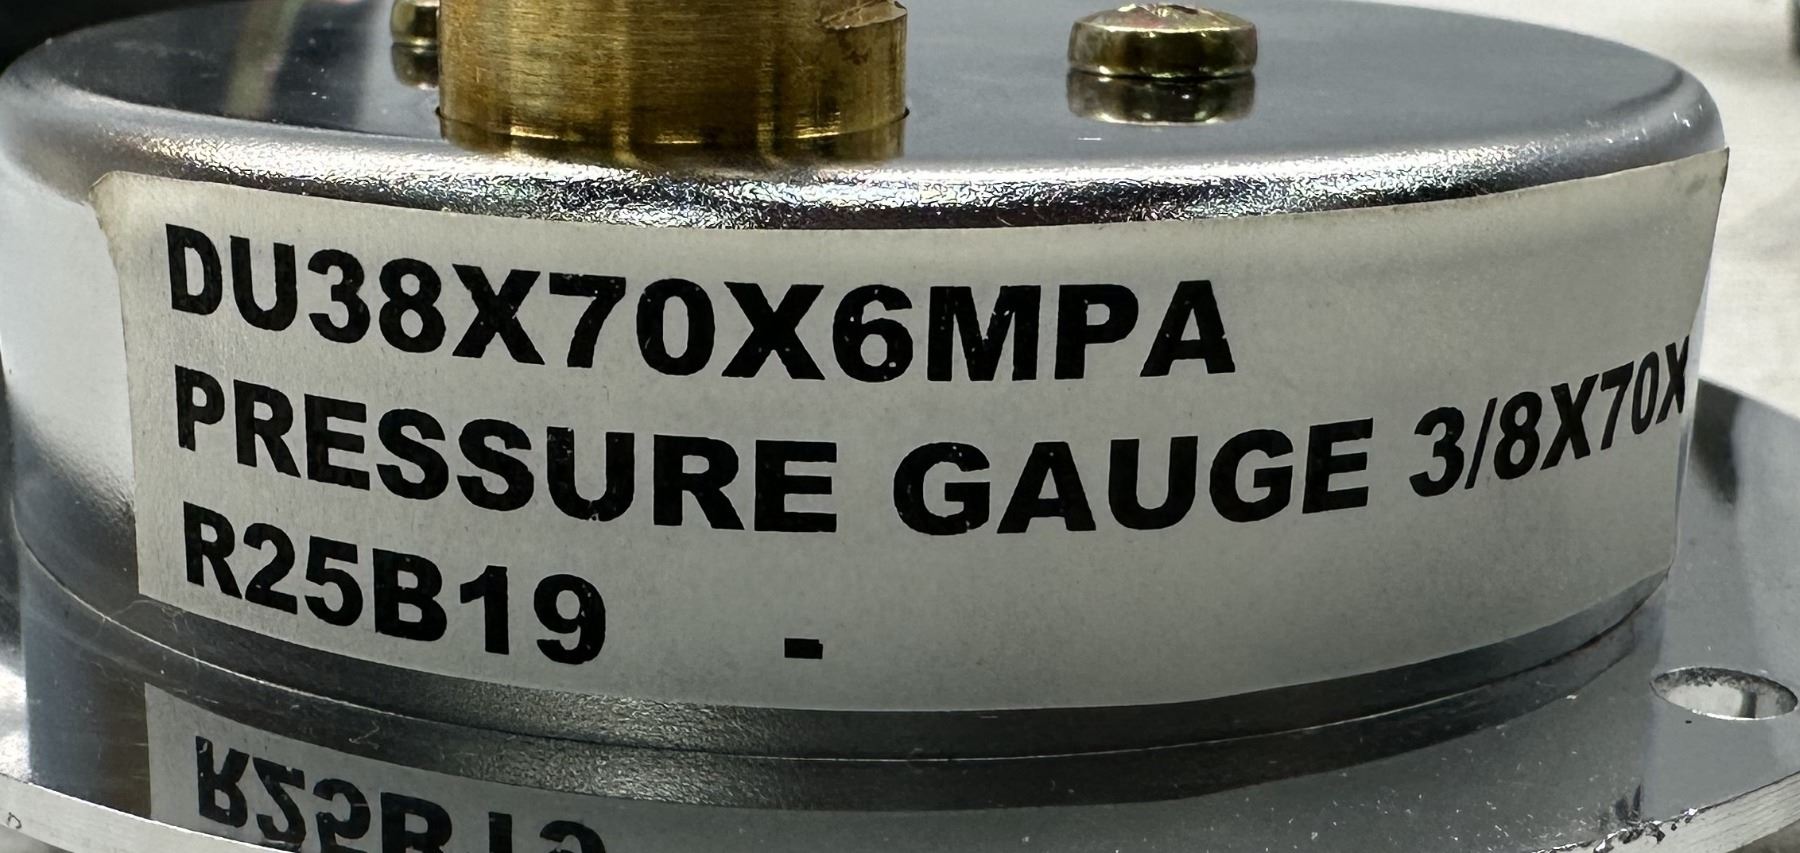 DU38X70X6MPA
PRESSURE GAUGE 3/8X70X
R25B19 -